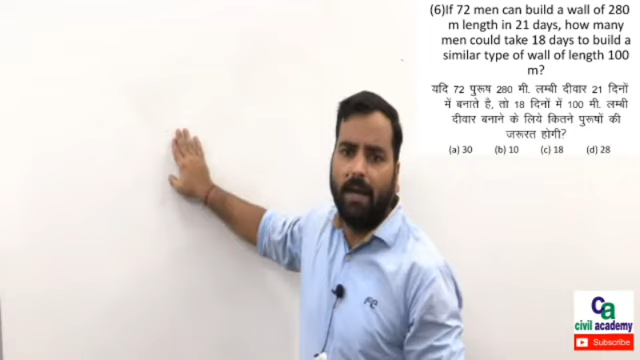 (6)If 72 men can build a wall of 280
m length in 21 days, how many
men could take 18 days to build a
similar type of wall of length 100
m?
यदि 72 पुरूष 280 मी. लम्बी दीवार 21 दिनों
में बनाते है, तो 18 दिनों में 100 मी. लम्बी
दीवार बनाने के लिये कितने पुरूषों की
जरूरत होगी?
(a) 30 (b) 10 (c) 18 (d) 28
ca
civil academy
Subscribe